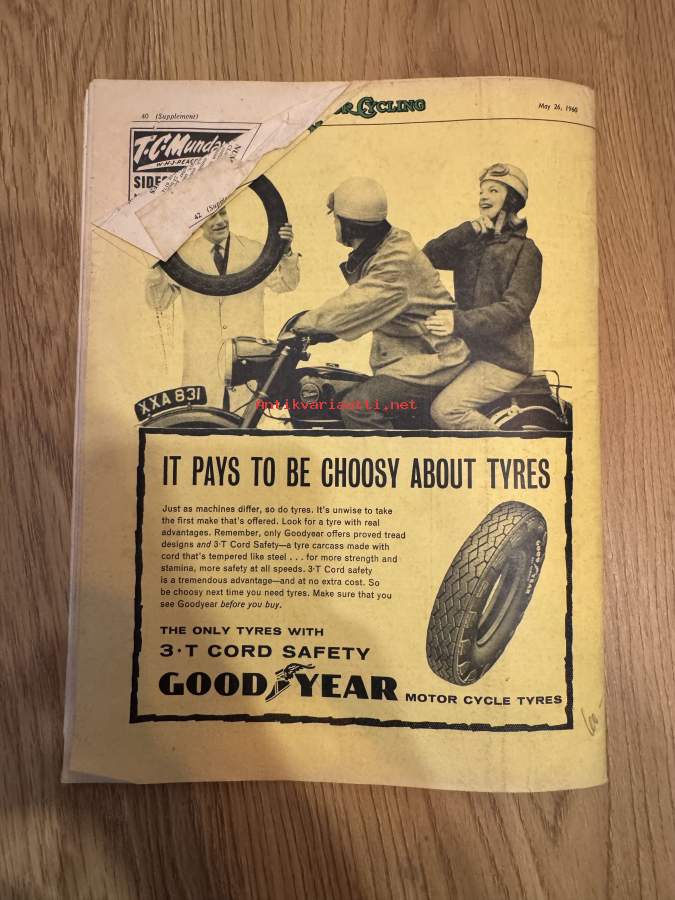 40 (Supplement)
CYCLING
May 26, 1960
T.C. Munday
SIDEC
42 (Supp
XXA 831
Antikvariaatti.net
IT PAYS TO BE CHOOSY ABOUT TYRES
Just as machines differ, so do tyres. It's unwise to take
the first make that's offered. Look for a tyre with real
advantages. Remember, only Goodyear offers proved tread
designs and 3·T Cord Safety—a tyre carcass made with
cord that's tempered like steel . . . for more strength and
stamina, more safety at all speeds. 3·T Cord safety
is a tremendous advantage—and at no extra cost. So
be choosy next time you need tyres. Make sure that you
see Goodyear before you buy.
THE ONLY TYRES WITH
3·T CORD SAFETY
GOOD YEAR MOTOR CYCLE TYRES